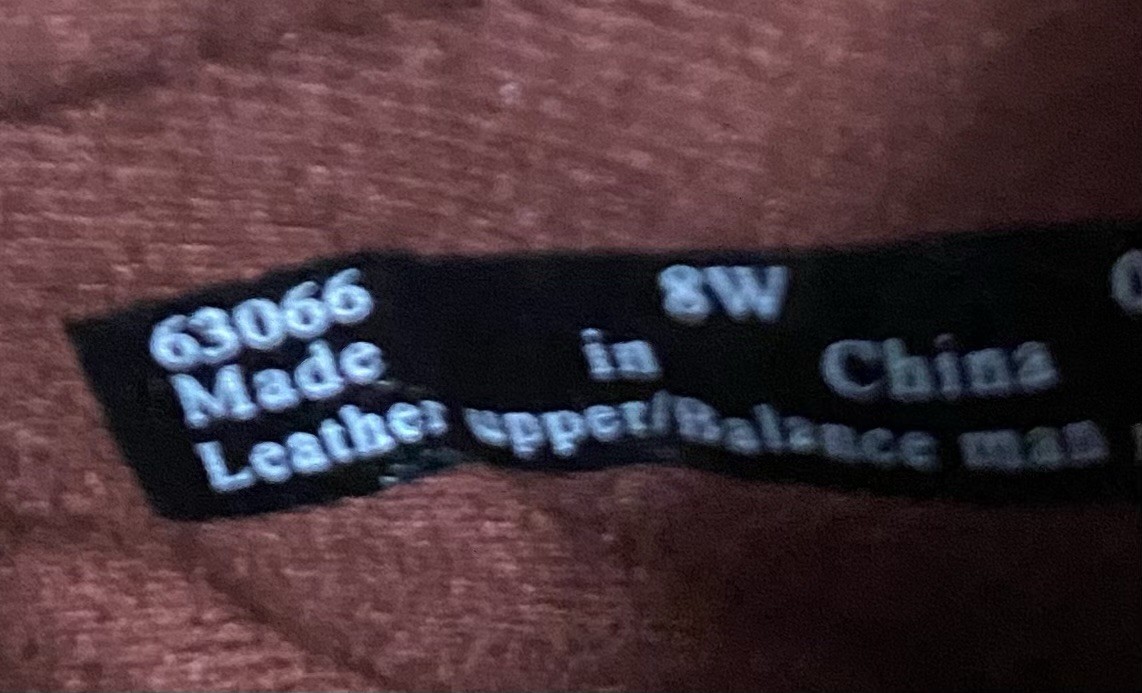 63066 8W
Made in China
Leather upper/Balance man